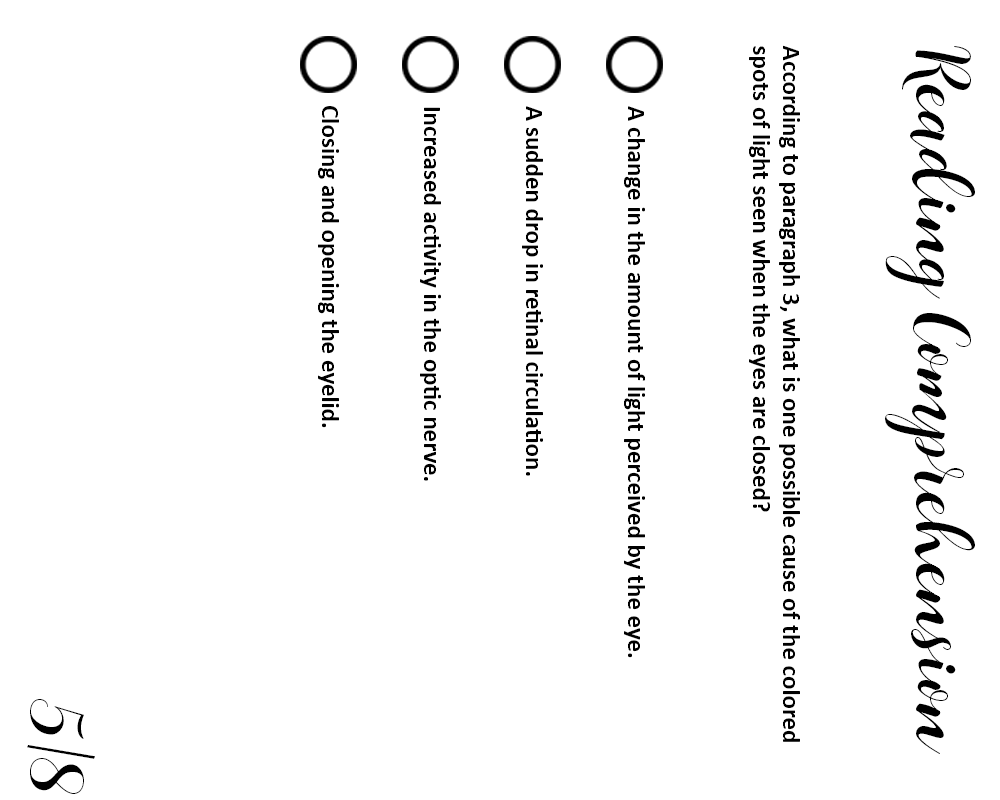 Reading Comprehension
According to paragraph 3, what is one possible cause of the colored
spots of light seen when the eyes are closed?
A change in the amount of light perceived by the eye.
A sudden drop in retinal circulation.
Increased activity in the optic nerve.
Closing and opening the eyelid.
5/8